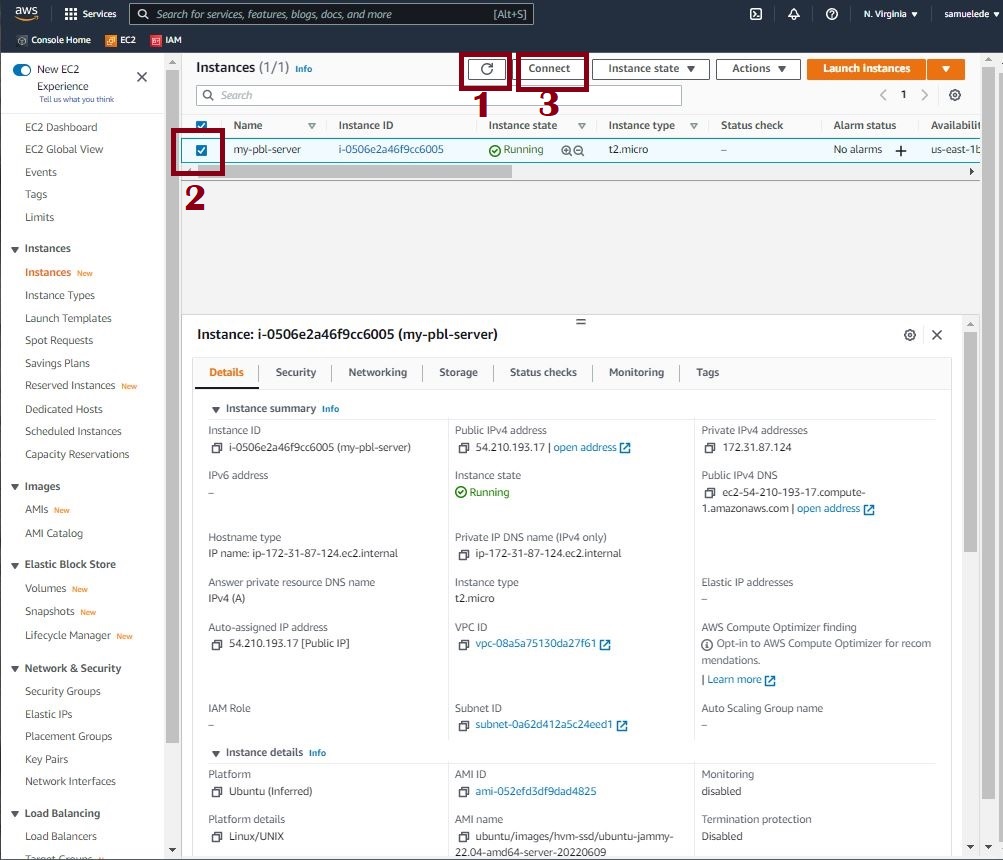 aws
Services
Search for services, features, blogs, docs, and more
[Alt+S]
N. Virginia
samuelede
Console Home
EC2
IAM
New EC2
Experience
Tell us what you think
EC2 Dashboard
EC2 Global View
Events
Tags
Limits
Instances
Instances New
Instance Types
Launch Templates
Spot Requests
Savings Plans
Reserved Instances New
Dedicated Hosts
Scheduled Instances
Capacity Reservations
Images
AMIs New
AMI Catalog
Elastic Block Store
Volumes New
Snapshots New
Lifecycle Manager New
Network & Security
Security Groups
Elastic IPs
Placement Groups
Key Pairs
Network Interfaces
Load Balancing
Load Balancers
Instances (1/1) Info
Connect
Instance state
Actions
Launch Instances
1
3
Search
1
Name
Instance ID
Instance state
Instance type
Status check
Alarm status
Availabilit
my-pbl-server
i-0506e2a46f9cc6005
Running
t2.micro
–
No alarms
us-east-1b
2
Instance: i-0506e2a46f9cc6005 (my-pbl-server)
Details
Security
Networking
Storage
Status checks
Monitoring
Tags
Instance summary Info
Instance ID
i-0506e2a46f9cc6005 (my-pbl-server)
Public IPv4 address
54.210.193.17 | open address
Private IPv4 addresses
172.31.87.124
IPv6 address
–
Instance state
Running
Public IPv4 DNS
ec2-54-210-193-17.compute-
1.amazonaws.com | open address
Hostname type
IP name: ip-172-31-87-124.ec2.internal
Private IP DNS name (IPv4 only)
ip-172-31-87-124.ec2.internal
Answer private resource DNS name
IPv4 (A)
Instance type
t2.micro
Elastic IP addresses
–
Auto-assigned IP address
54.210.193.17 [Public IP]
VPC ID
vpc-08a5a75130da27f61
AWS Compute Optimizer finding
Opt-in to AWS Compute Optimizer for recom
mendations.
| Learn more
IAM Role
–
Subnet ID
subnet-0a62d412a5c24eed1
Auto Scaling Group name
–
Instance details Info
Platform
Ubuntu (Inferred)
AMI ID
ami-052efd3df9dad4825
Monitoring
disabled
Platform details
Linux/UNIX
AMI name
ubuntu/images/hvm-ssd/ubuntu-jammy-
22.04-amd64-server-20220609
Termination protection
Disabled